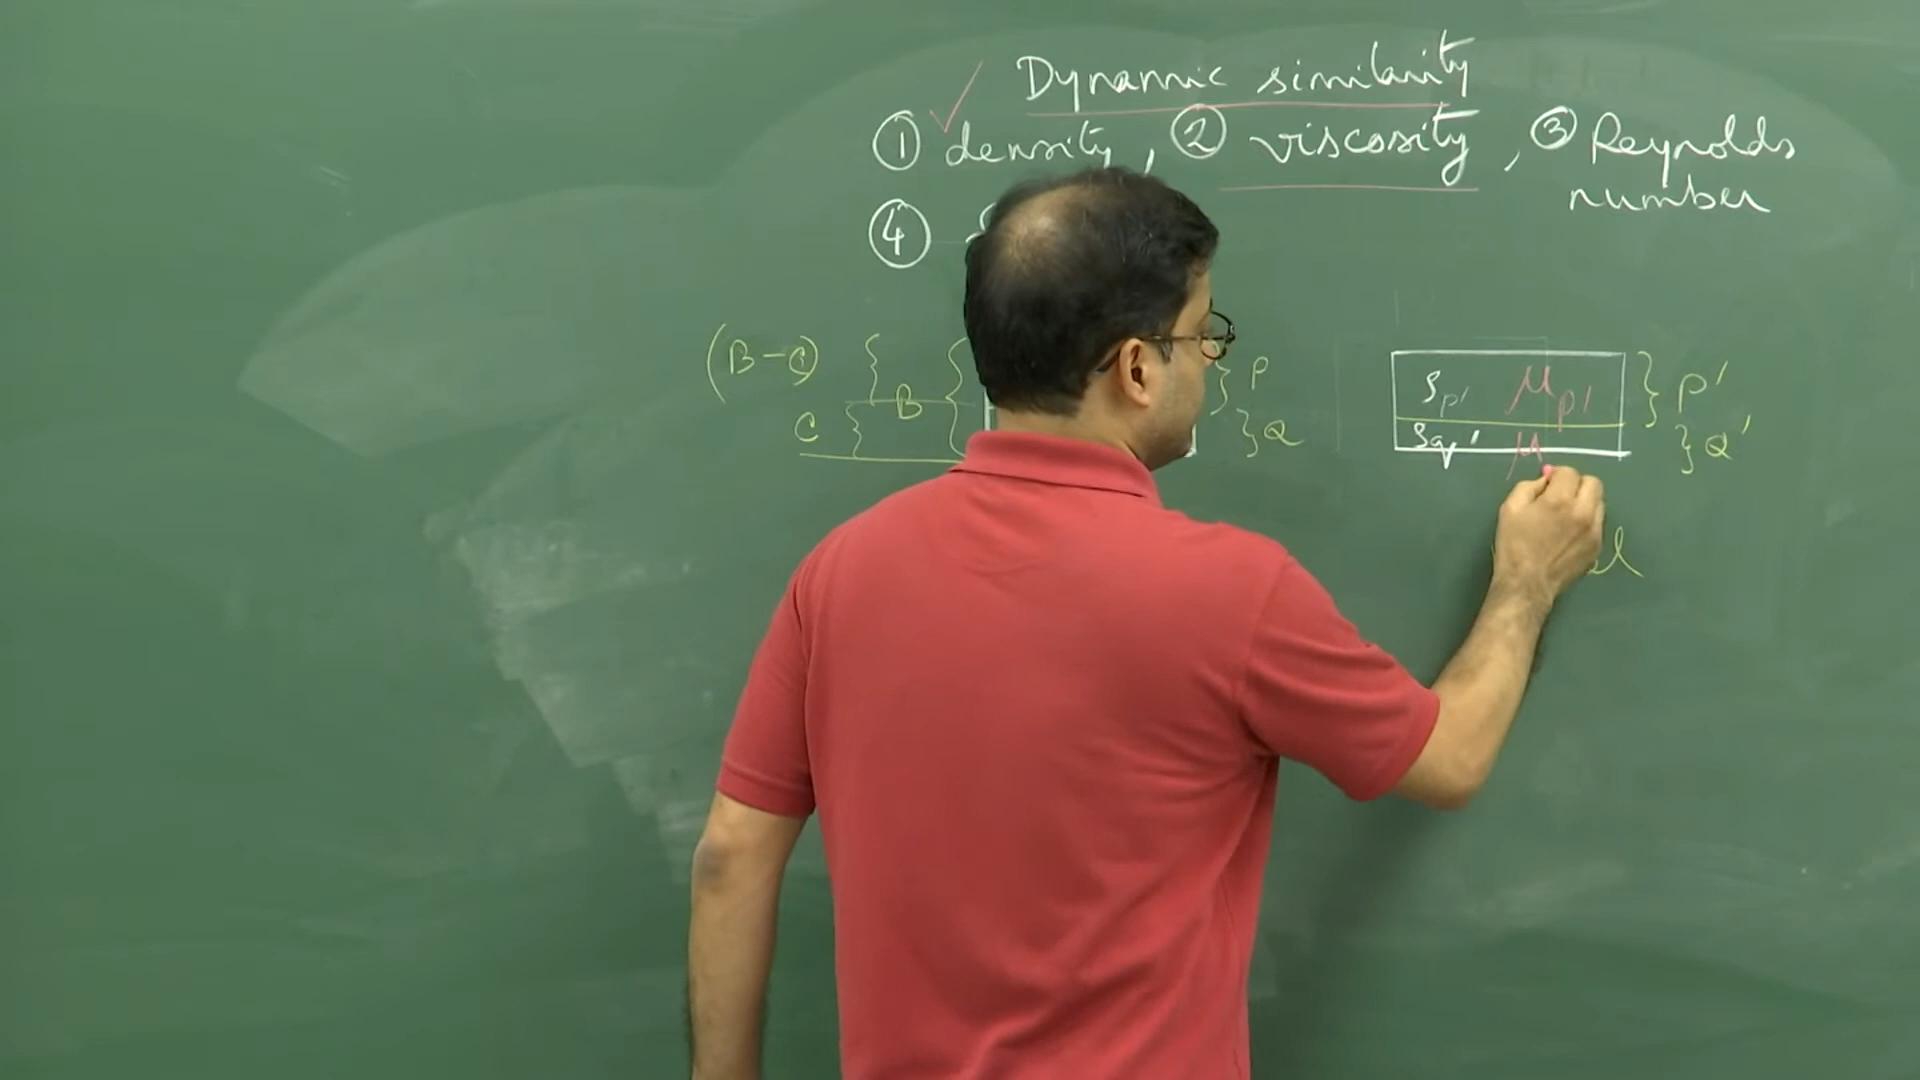 ✓ Dynamic similarity
① density, ② viscosity, ③ Reynolds
number
④
(B-C) { B { } P
C { } Q
ρp' μp' } P'
ρq' μ } Q'